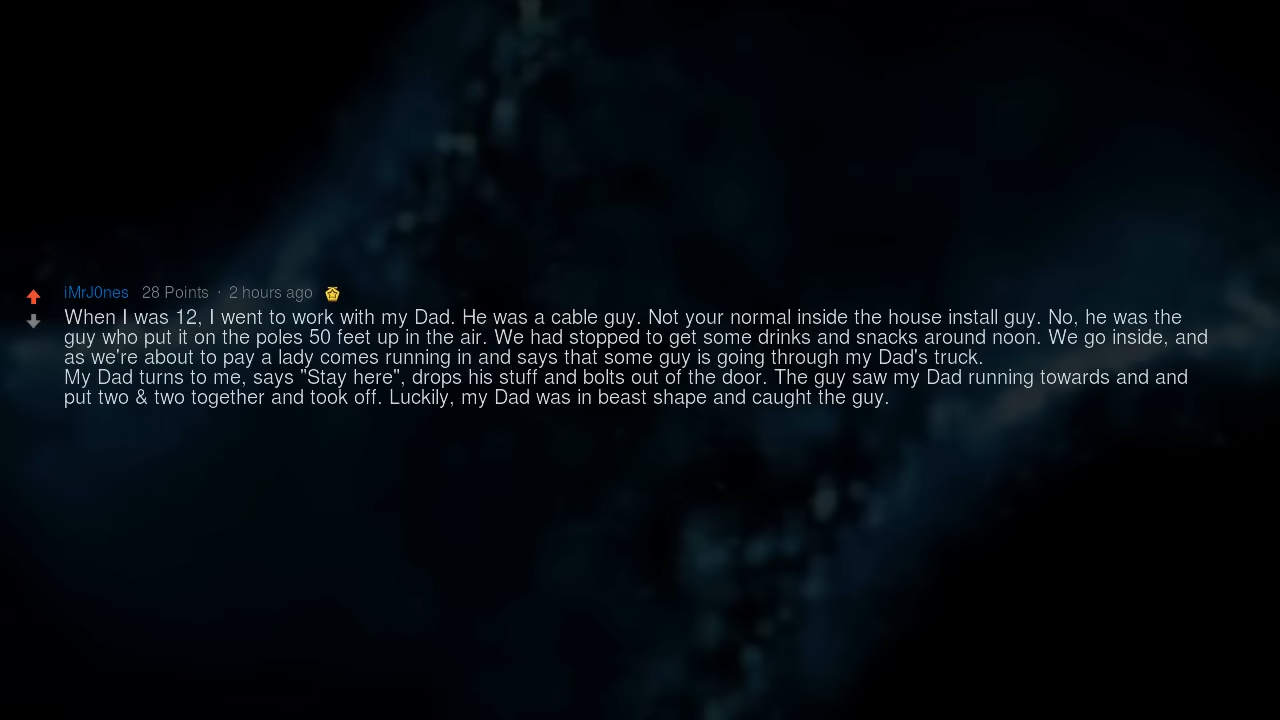 iMrJ0nes 28 Points · 2 hours ago
When I was 12, I went to work with my Dad. He was a cable guy. Not your normal inside the house install guy. No, he was the
guy who put it on the poles 50 feet up in the air. We had stopped to get some drinks and snacks around noon. We go inside, and
as we're about to pay a lady comes running in and says that some guy is going through my Dad's truck.
My Dad turns to me, says "Stay here", drops his stuff and bolts out of the door. The guy saw my Dad running towards and and
put two & two together and took off. Luckily, my Dad was in beast shape and caught the guy.